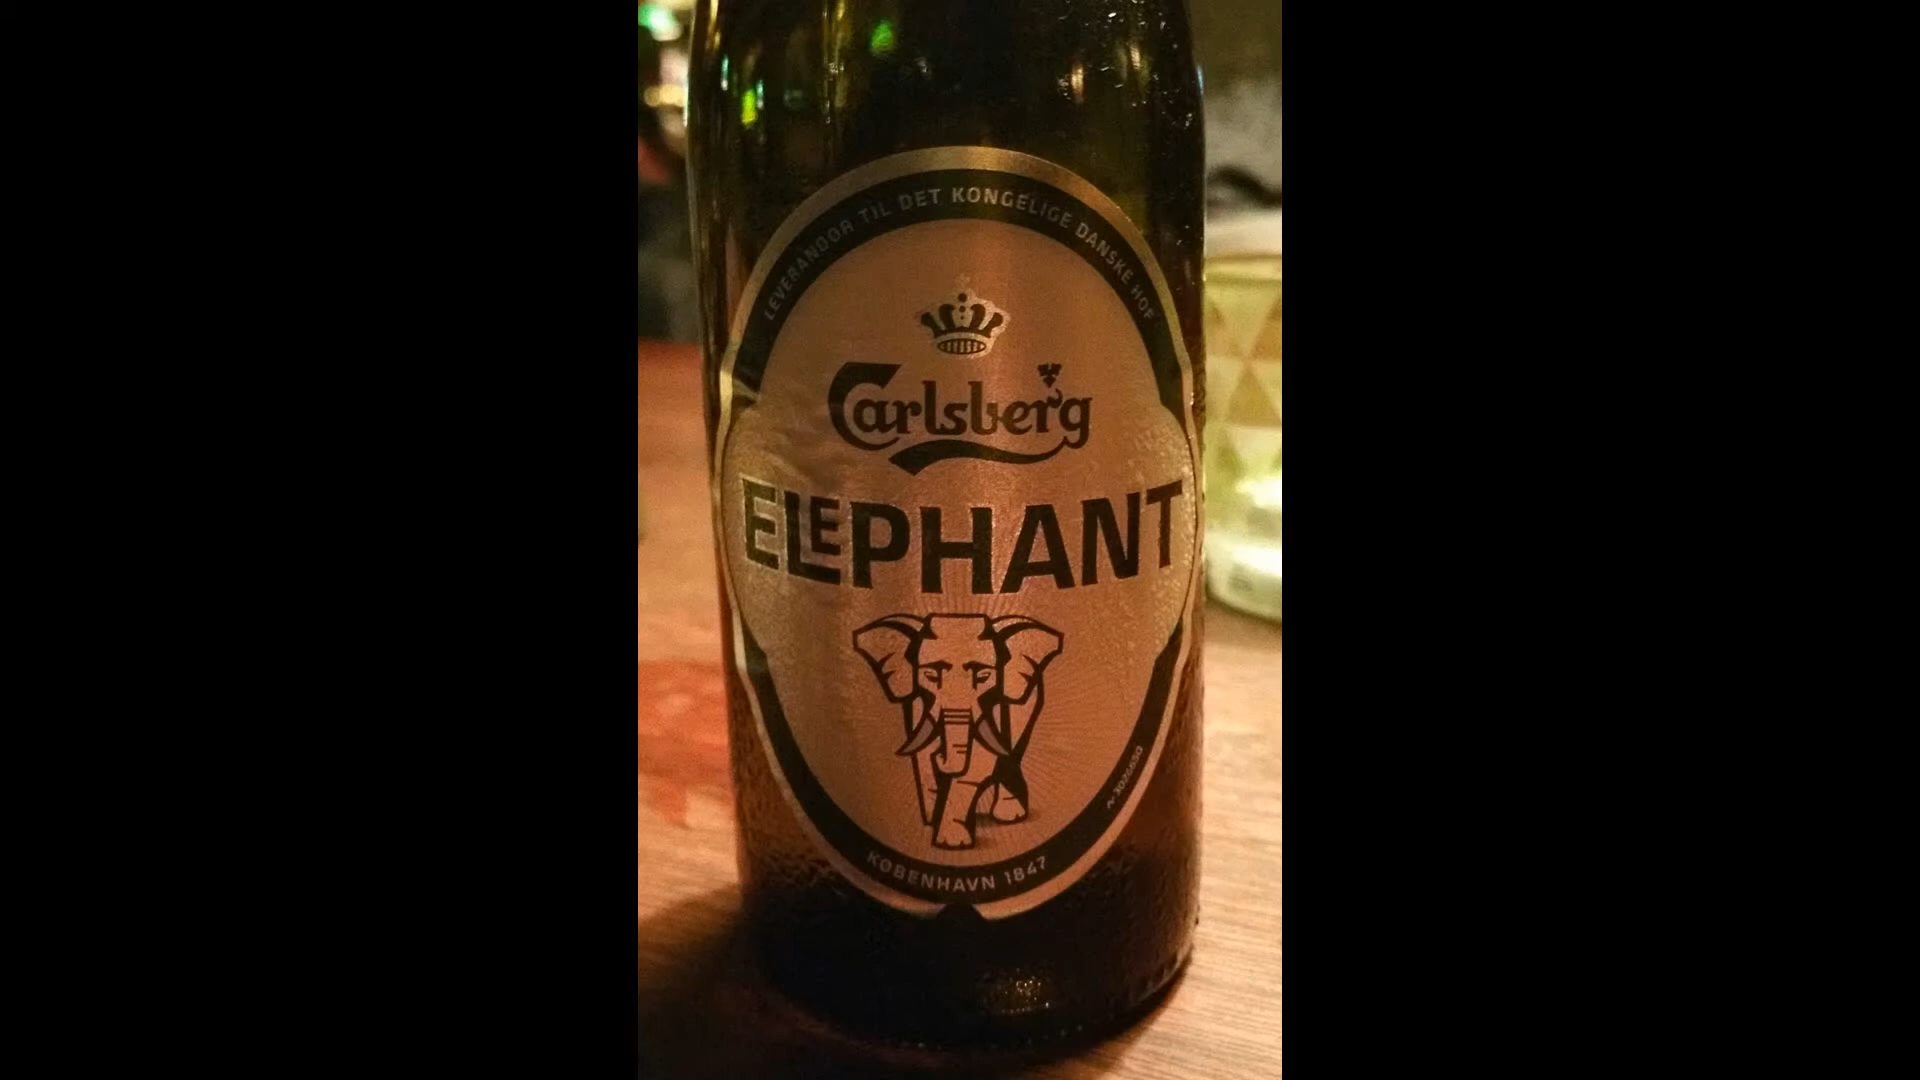 LEVERANDØR TIL DET KONGELIGE DANSKE HOF
Carlsberg
ELEPHANT
KØBENHAVN 1847